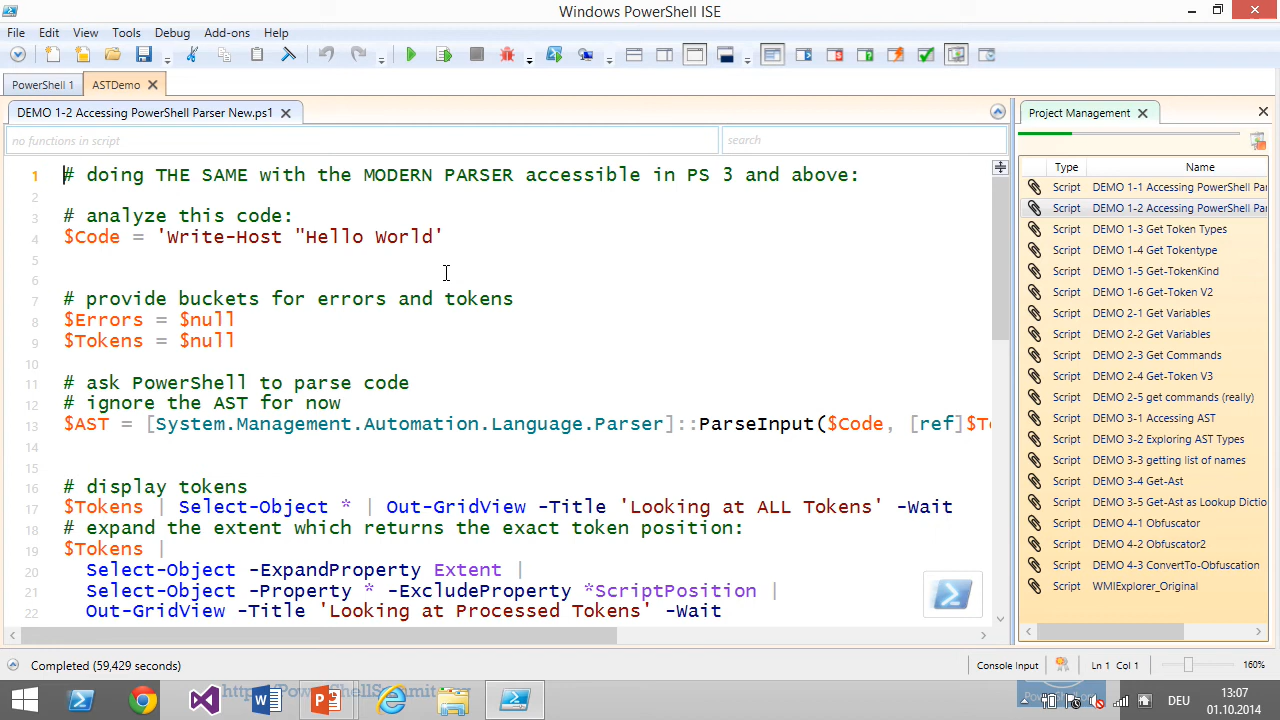 Windows PowerShell ISE
File Edit View Tools Debug Add-ons Help
PowerShell 1 ASTDemo
DEMO 1-2 Accessing PowerShell Parser New.ps1
no functions in script search
1 # doing THE SAME with the MODERN PARSER accessible in PS 3 and above:
2
3 # analyze this code:
4 $Code = 'Write-Host "Hello World'
5
6
7 # provide buckets for errors and tokens
8 $Errors = $null
9 $Tokens = $null
10
11 # ask PowerShell to parse code
12 # ignore the AST for now
13 $AST = [System.Management.Automation.Language.Parser]::ParseInput($Code, [ref]$To
14
15
16 # display tokens
17 $Tokens | Select-Object * | Out-GridView -Title 'Looking at ALL Tokens' -Wait
18 # expand the extent which returns the exact token position:
19 $Tokens |
20 Select-Object -ExpandProperty Extent |
21 Select-Object -Property * -ExcludeProperty *ScriptPosition |
22 Out-GridView -Title 'Looking at Processed Tokens' -Wait
Project Management
Type Name
Script DEMO 1-1 Accessing PowerShell Par
Script DEMO 1-2 Accessing PowerShell Par
Script DEMO 1-3 Get Token Types
Script DEMO 1-4 Get Tokentype
Script DEMO 1-5 Get-TokenKind
Script DEMO 1-6 Get-Token V2
Script DEMO 2-1 Get Variables
Script DEMO 2-2 Get Variables
Script DEMO 2-3 Get Commands
Script DEMO 2-4 Get-Token V3
Script DEMO 2-5 get commands (really)
Script DEMO 3-1 Accessing AST
Script DEMO 3-2 Exploring AST Types
Script DEMO 3-3 getting list of names
Script DEMO 3-4 Get-Ast
Script DEMO 3-5 Get-Ast as Lookup Dictio
Script DEMO 4-1 Obfuscator
Script DEMO 4-2 Obfuscator2
Script DEMO 4-3 ConvertTo-Obfuscation
Script WMIExplorer_Original
Completed (59,429 seconds) Console Input Ln 1 Col 1 160%
DEU 13:07
01.10.2014